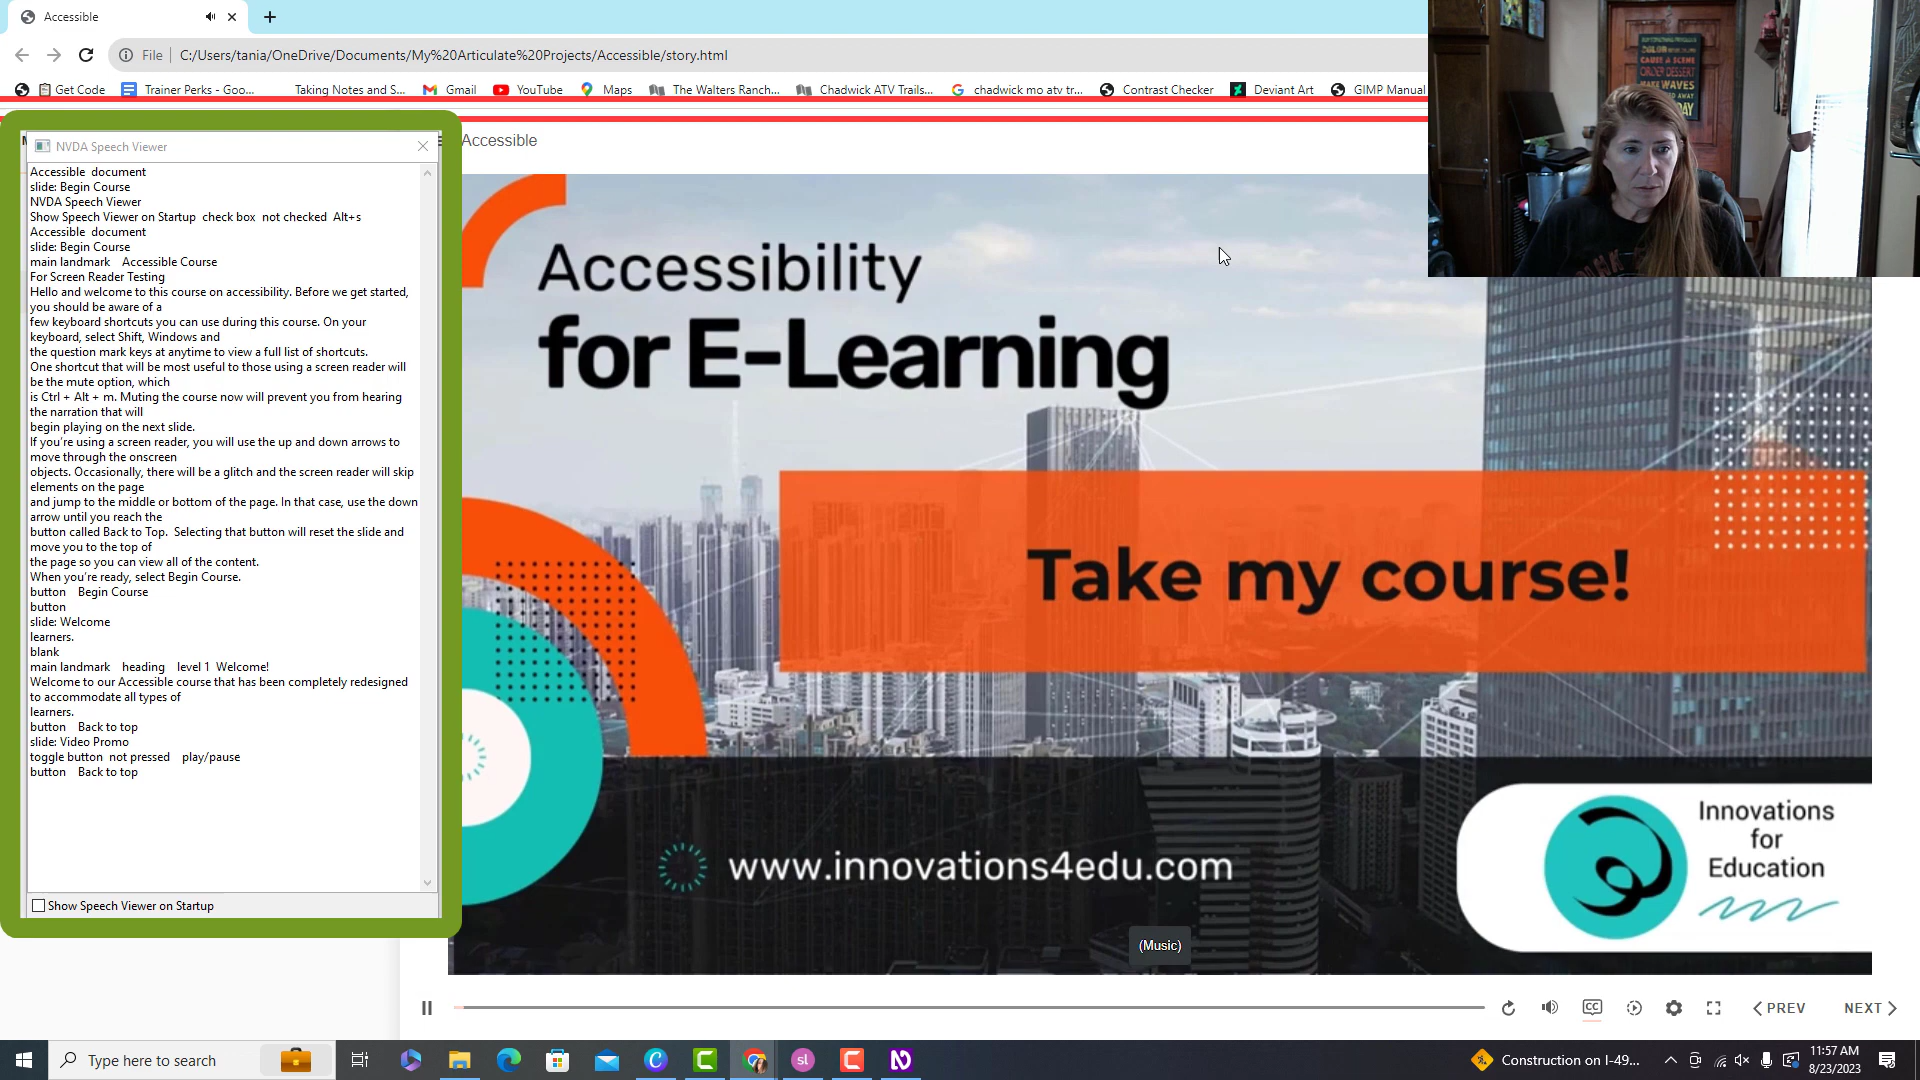 Accessible
File
C:/Users/tania/OneDrive/Documents/My%20Articulate%20Projects/Accessible/story.html
Get Code
Trainer Perks - Goo...
Taking Notes and S...
Gmail
YouTube
Maps
The Walters Ranch...
Chadwick ATV Trails...
chadwick mo atv tr...
Contrast Checker
Deviant Art
GIMP Manual
NVDA Speech Viewer
Accessible document
slide: Begin Course
NVDA Speech Viewer
Show Speech Viewer on Startup check box not checked Alt+s
Accessible document
slide: Begin Course
main landmark Accessible Course
For Screen Reader Testing
Hello and welcome to this course on accessibility. Before we get started,
you should be aware of a
few keyboard shortcuts you can use during this course. On your
keyboard, select Shift, Windows and
the question mark keys at anytime to view a full list of shortcuts.
One shortcut that will be most useful to those using a screen reader will
be the mute option, which
is Ctrl + Alt + m. Muting the course now will prevent you from hearing
the narration that will
begin playing on the next slide.
If you're using a screen reader, you will use the up and down arrows to
move through the onscreen
objects. Occasionally, there will be a glitch and the screen reader will skip
elements on the page
and jump to the middle or bottom of the page. In that case, use the down
arrow until you reach the
button called Back to Top. Selecting that button will reset the slide and
move you to the top of
the page so you can view all of the content.
When you're ready, select Begin Course.
button Begin Course
button
slide: Welcome
learners.
blank
main landmark heading level 1 Welcome!
Welcome to our Accessible course that has been completely redesigned
to accommodate all types of
learners.
button Back to top
slide: Video Promo
toggle button not pressed play/pause
button Back to top
Show Speech Viewer on Startup
Accessible
Accessibility
for E-Learning
Take my course!
www.innovations4edu.com
Innovations
for
Education
(Music)
CC
PREV
NEXT
CAUSE A SCENE
ORDER DESSERT
MAKE WAVES
Type here to search
C
C
sl
C
N
Construction on I-49...
11:57 AM
8/23/2023